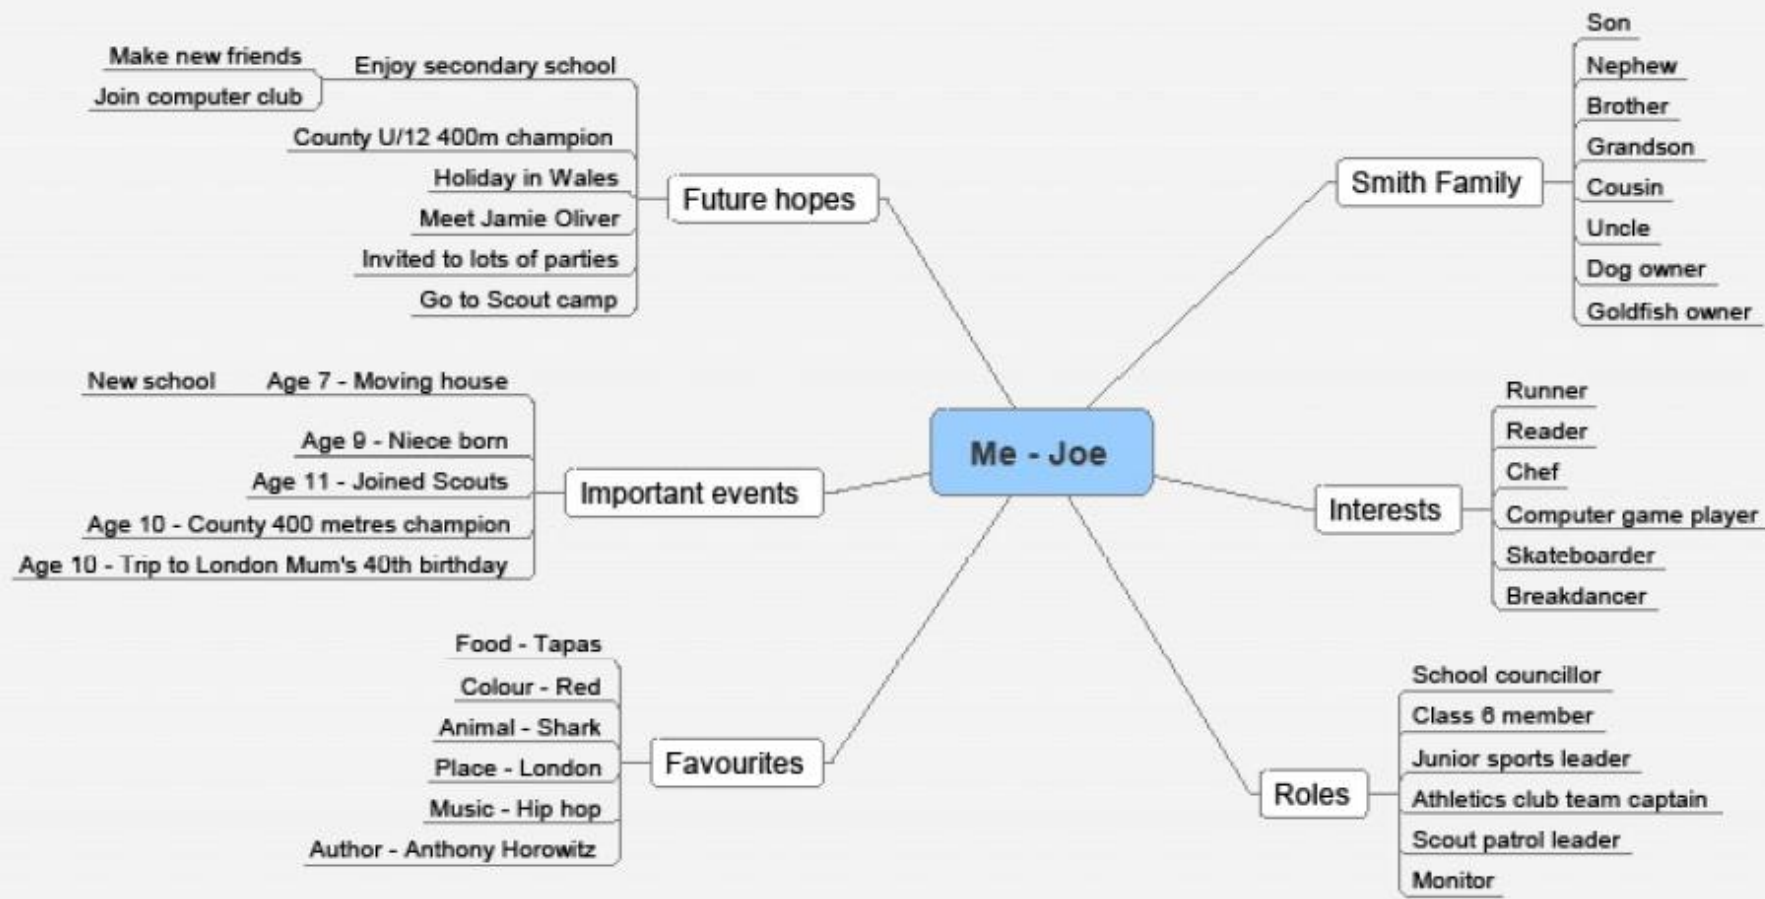 Me - Joe
Future hopes
Enjoy secondary school
Make new friends
Join computer club
County U/12 400m champion
Holiday in Wales
Meet Jamie Oliver
Invited to lots of parties
Go to Scout camp
Important events
Age 7 - Moving house
New school
Age 9 - Niece born
Age 11 - Joined Scouts
Age 10 - County 400 metres champion
Age 10 - Trip to London Mum's 40th birthday
Favourites
Food - Tapas
Colour - Red
Animal - Shark
Place - London
Music - Hip hop
Author - Anthony Horowitz
Smith Family
Son
Nephew
Brother
Grandson
Cousin
Uncle
Dog owner
Goldfish owner
Interests
Runner
Reader
Chef
Computer game player
Skateboarder
Breakdancer
Roles
School councillor
Class 6 member
Junior sports leader
Athletics club team captain
Scout patrol leader
Monitor